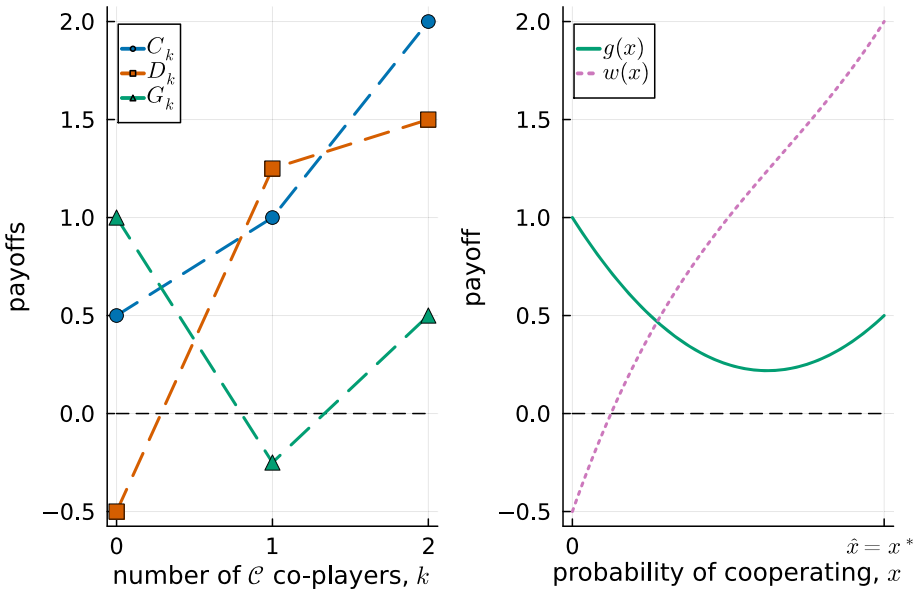 2.0
1.5
1.0
0.5
0.0
−0.5
payoffs
C_k
D_k
G_k
0
1
2
number of 𝒞 co-players, k
2.0
1.5
1.0
0.5
0.0
−0.5
payoff
g(x)
w(x)
0
x̂ = x*
probability of cooperating, x